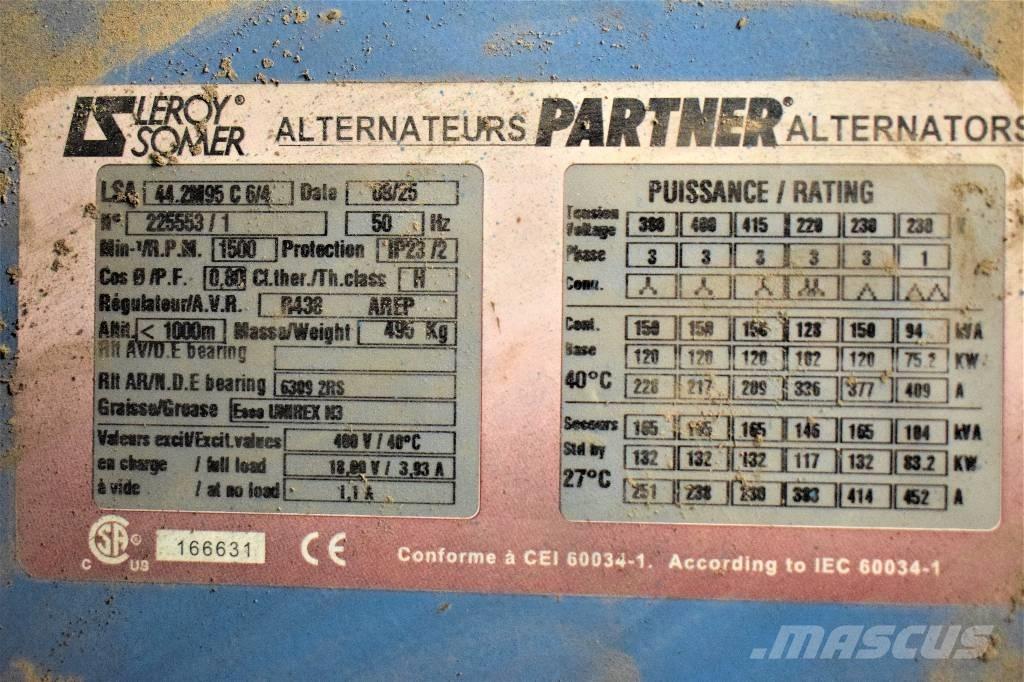 LEROY®
SOMER
ALTERNATEURS PARTNER® ALTERNATORS
LSA 44.2M95 C 6/4 Date 09/25
N° 225553 / 1 50 Hz
Min-¹/R.P.M. 1500 Protection IP23 /2
Cos Ø /P.F. 0,80 Cl.ther./Th.class H
Régulateur/A.V.R. R438 AREP
Altit. < 1000m Masse/Weight 495 Kg
Rlt AV/D.E bearing
Rlt AR/N.D.E bearing 6309 2RS
Graisse/Grease Esso UNIREX N3
Valeurs excit/Excit.values 400 V / 40°C
en charge / full load 18,00 V / 3,93 A
à vide / at no load 1,1 A
PUISSANCE / RATING
Tension
Voltage 380 400 415 220 230 230 V
Phase 3 3 3 3 3 1
Conn.
Cont. 150 150 150 128 150 94 kVA
Base 120 120 120 102 120 75.2 KW
40°C 228 217 209 336 377 409 A
Secours 165 165 165 146 165 104 kVA
Std by 132 132 132 117 132 83.2 KW
27°C 251 238 230 383 414 452 A
SA® C US 166631 CE Conforme à CEI 60034-1. According to IEC 60034-1
MASCUS